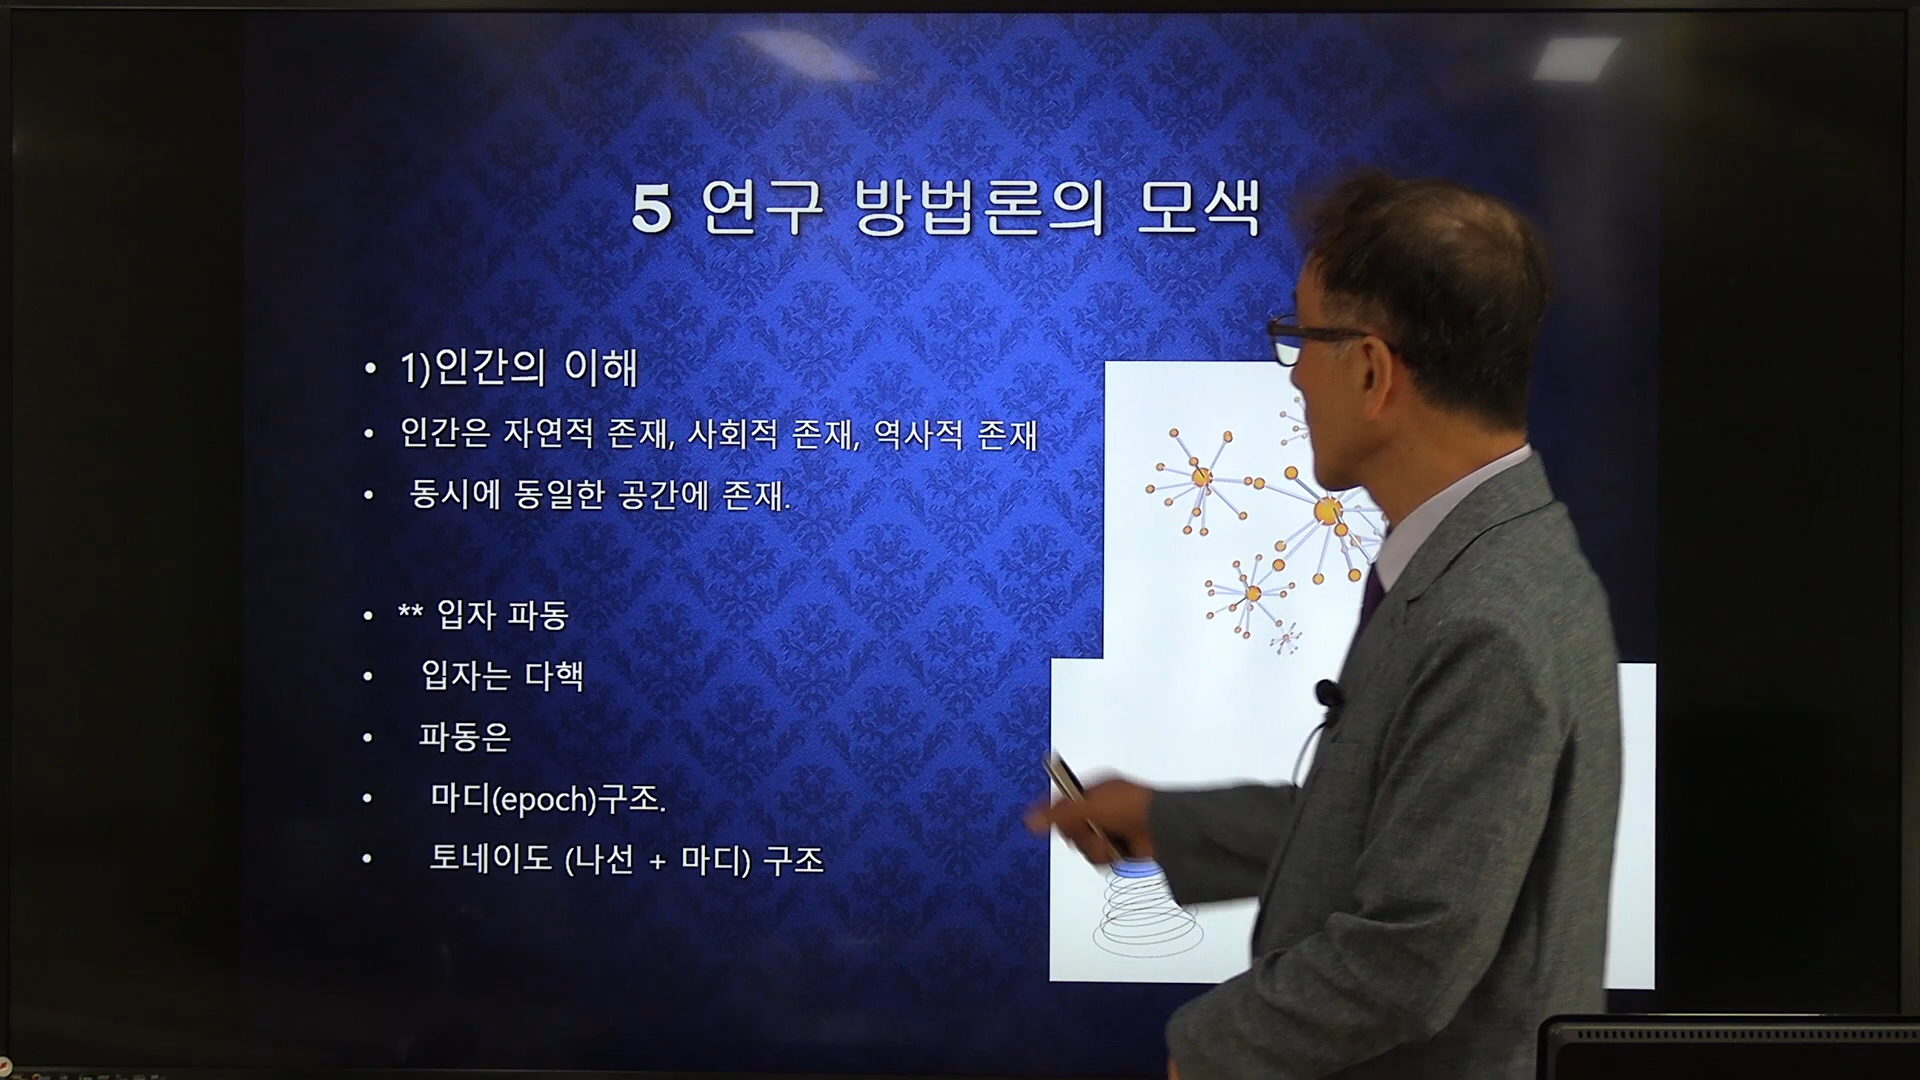 5 연구 방법론의 모색
• 1)인간의 이해
• 인간은 자연적 존재, 사회적 존재, 역사적 존재
• 동시에 동일한 공간에 존재.
• ** 입자 파동
• 입자는 다핵
• 파동은
• 마디(epoch)구조.
• 토네이도 (나선 + 마디) 구조